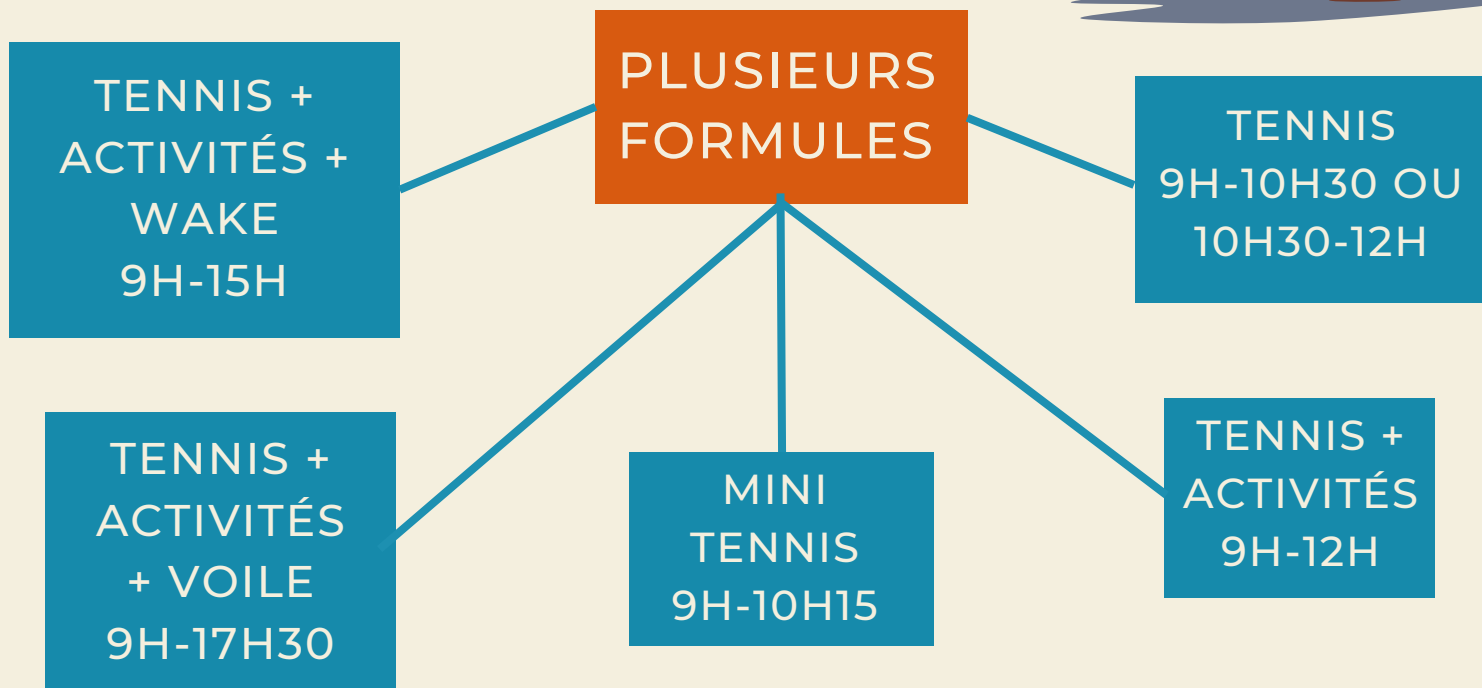 PLUSIEURS
FORMULES
TENNIS +
ACTIVITÉS +
WAKE
9H-15H
TENNIS
9H-10H30 OU
10H30-12H
TENNIS +
ACTIVITÉS
+ VOILE
9H-17H30
MINI
TENNIS
9H-10H15
TENNIS +
ACTIVITÉS
9H-12H